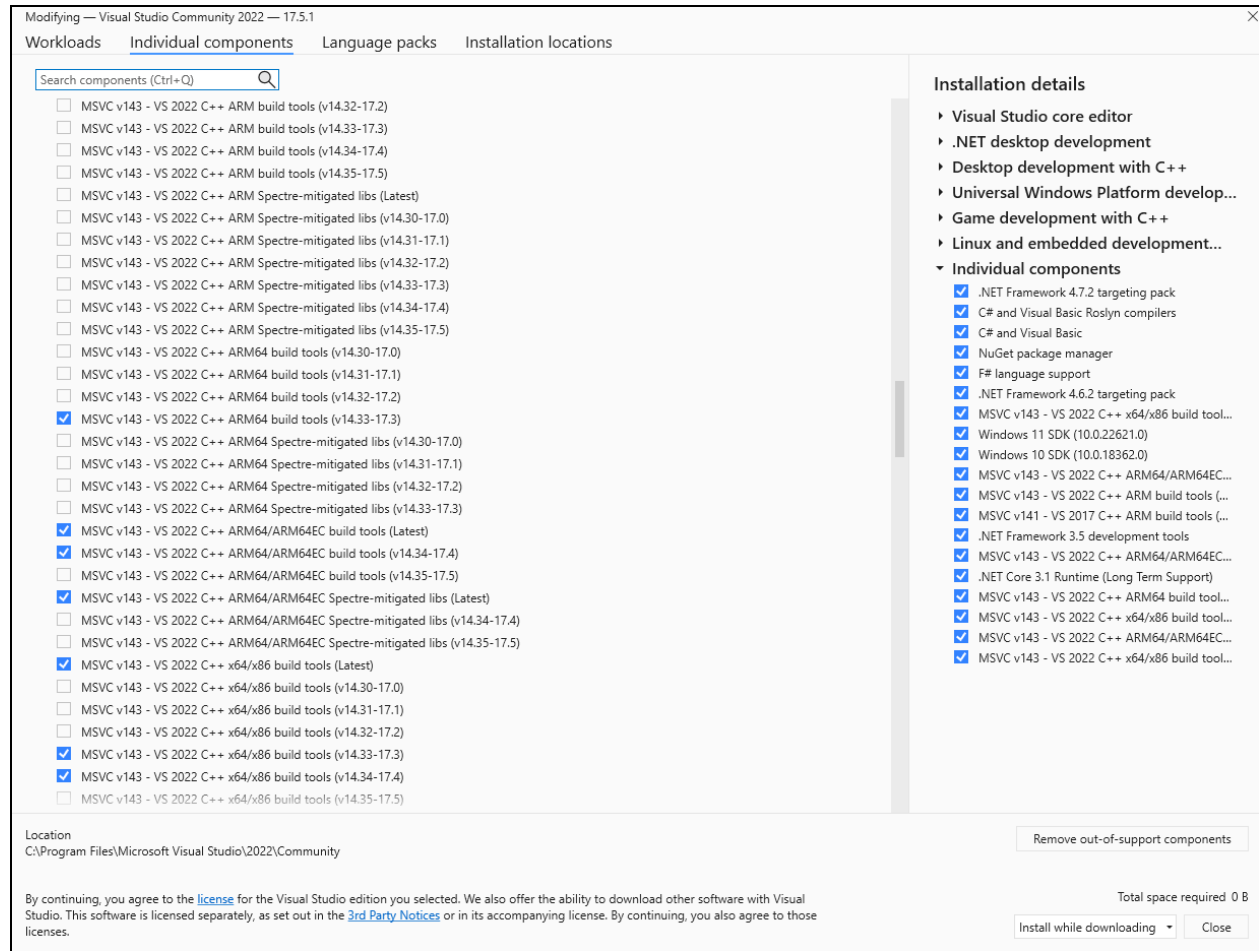 Modifying — Visual Studio Community 2022 — 17.5.1
Workloads Individual components Language packs Installation locations
Search components (Ctrl+Q)
MSVC v143 - VS 2022 C++ ARM build tools (v14.32-17.2)
MSVC v143 - VS 2022 C++ ARM build tools (v14.33-17.3)
MSVC v143 - VS 2022 C++ ARM build tools (v14.34-17.4)
MSVC v143 - VS 2022 C++ ARM build tools (v14.35-17.5)
MSVC v143 - VS 2022 C++ ARM Spectre-mitigated libs (Latest)
MSVC v143 - VS 2022 C++ ARM Spectre-mitigated libs (v14.30-17.0)
MSVC v143 - VS 2022 C++ ARM Spectre-mitigated libs (v14.31-17.1)
MSVC v143 - VS 2022 C++ ARM Spectre-mitigated libs (v14.32-17.2)
MSVC v143 - VS 2022 C++ ARM Spectre-mitigated libs (v14.33-17.3)
MSVC v143 - VS 2022 C++ ARM Spectre-mitigated libs (v14.34-17.4)
MSVC v143 - VS 2022 C++ ARM Spectre-mitigated libs (v14.35-17.5)
MSVC v143 - VS 2022 C++ ARM64 build tools (v14.30-17.0)
MSVC v143 - VS 2022 C++ ARM64 build tools (v14.31-17.1)
MSVC v143 - VS 2022 C++ ARM64 build tools (v14.32-17.2)
MSVC v143 - VS 2022 C++ ARM64 build tools (v14.33-17.3)
MSVC v143 - VS 2022 C++ ARM64 Spectre-mitigated libs (v14.30-17.0)
MSVC v143 - VS 2022 C++ ARM64 Spectre-mitigated libs (v14.31-17.1)
MSVC v143 - VS 2022 C++ ARM64 Spectre-mitigated libs (v14.32-17.2)
MSVC v143 - VS 2022 C++ ARM64 Spectre-mitigated libs (v14.33-17.3)
MSVC v143 - VS 2022 C++ ARM64/ARM64EC build tools (Latest)
MSVC v143 - VS 2022 C++ ARM64/ARM64EC build tools (v14.34-17.4)
MSVC v143 - VS 2022 C++ ARM64/ARM64EC build tools (v14.35-17.5)
MSVC v143 - VS 2022 C++ ARM64/ARM64EC Spectre-mitigated libs (Latest)
MSVC v143 - VS 2022 C++ ARM64/ARM64EC Spectre-mitigated libs (v14.34-17.4)
MSVC v143 - VS 2022 C++ ARM64/ARM64EC Spectre-mitigated libs (v14.35-17.5)
MSVC v143 - VS 2022 C++ x64/x86 build tools (Latest)
MSVC v143 - VS 2022 C++ x64/x86 build tools (v14.30-17.0)
MSVC v143 - VS 2022 C++ x64/x86 build tools (v14.31-17.1)
MSVC v143 - VS 2022 C++ x64/x86 build tools (v14.32-17.2)
MSVC v143 - VS 2022 C++ x64/x86 build tools (v14.33-17.3)
MSVC v143 - VS 2022 C++ x64/x86 build tools (v14.34-17.4)
MSVC v143 - VS 2022 C++ x64/x86 build tools (v14.35-17.5)
Installation details
Visual Studio core editor
.NET desktop development
Desktop development with C++
Universal Windows Platform develop...
Game development with C++
Linux and embedded development...
Individual components
.NET Framework 4.7.2 targeting pack
C# and Visual Basic Roslyn compilers
C# and Visual Basic
NuGet package manager
F# language support
.NET Framework 4.6.2 targeting pack
MSVC v143 - VS 2022 C++ x64/x86 build tool...
Windows 11 SDK (10.0.22621.0)
Windows 10 SDK (10.0.18362.0)
MSVC v143 - VS 2022 C++ ARM64/ARM64EC...
MSVC v143 - VS 2022 C++ ARM build tools (...
MSVC v141 - VS 2017 C++ ARM build tools (...
.NET Framework 3.5 development tools
MSVC v143 - VS 2022 C++ ARM64/ARM64EC...
.NET Core 3.1 Runtime (Long Term Support)
MSVC v143 - VS 2022 C++ ARM64 build tool...
MSVC v143 - VS 2022 C++ x64/x86 build tool...
MSVC v143 - VS 2022 C++ ARM64/ARM64EC...
MSVC v143 - VS 2022 C++ x64/x86 build tool...
Location
C:\Program Files\Microsoft Visual Studio\2022\Community
Remove out-of-support components
By continuing, you agree to the license for the Visual Studio edition you selected. We also offer the ability to download other software with Visual
Studio. This software is licensed separately, as set out in the 3rd Party Notices or in its accompanying license. By continuing, you also agree to those
licenses.
Total space required 0 B
Install while downloading Close